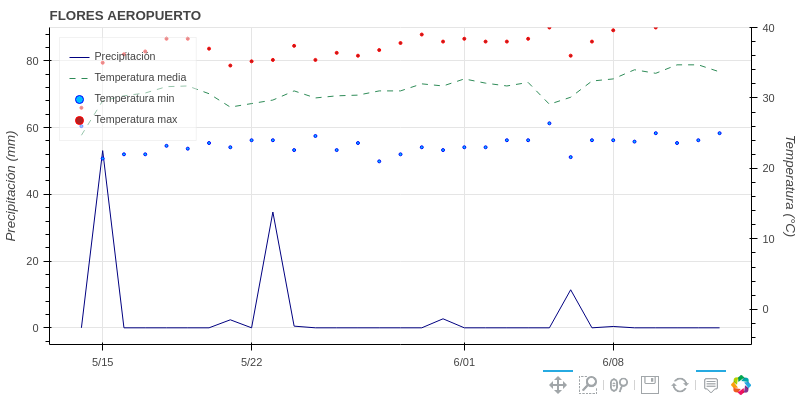 FLORES AEROPUERTO
Precipitación
Temperatura media
Temperatura min
Temperatura max
Precipitación (mm)
80
60
40
20
0
Temperatura (°C)
40
30
20
10
0
5/15
5/22
6/01
6/08